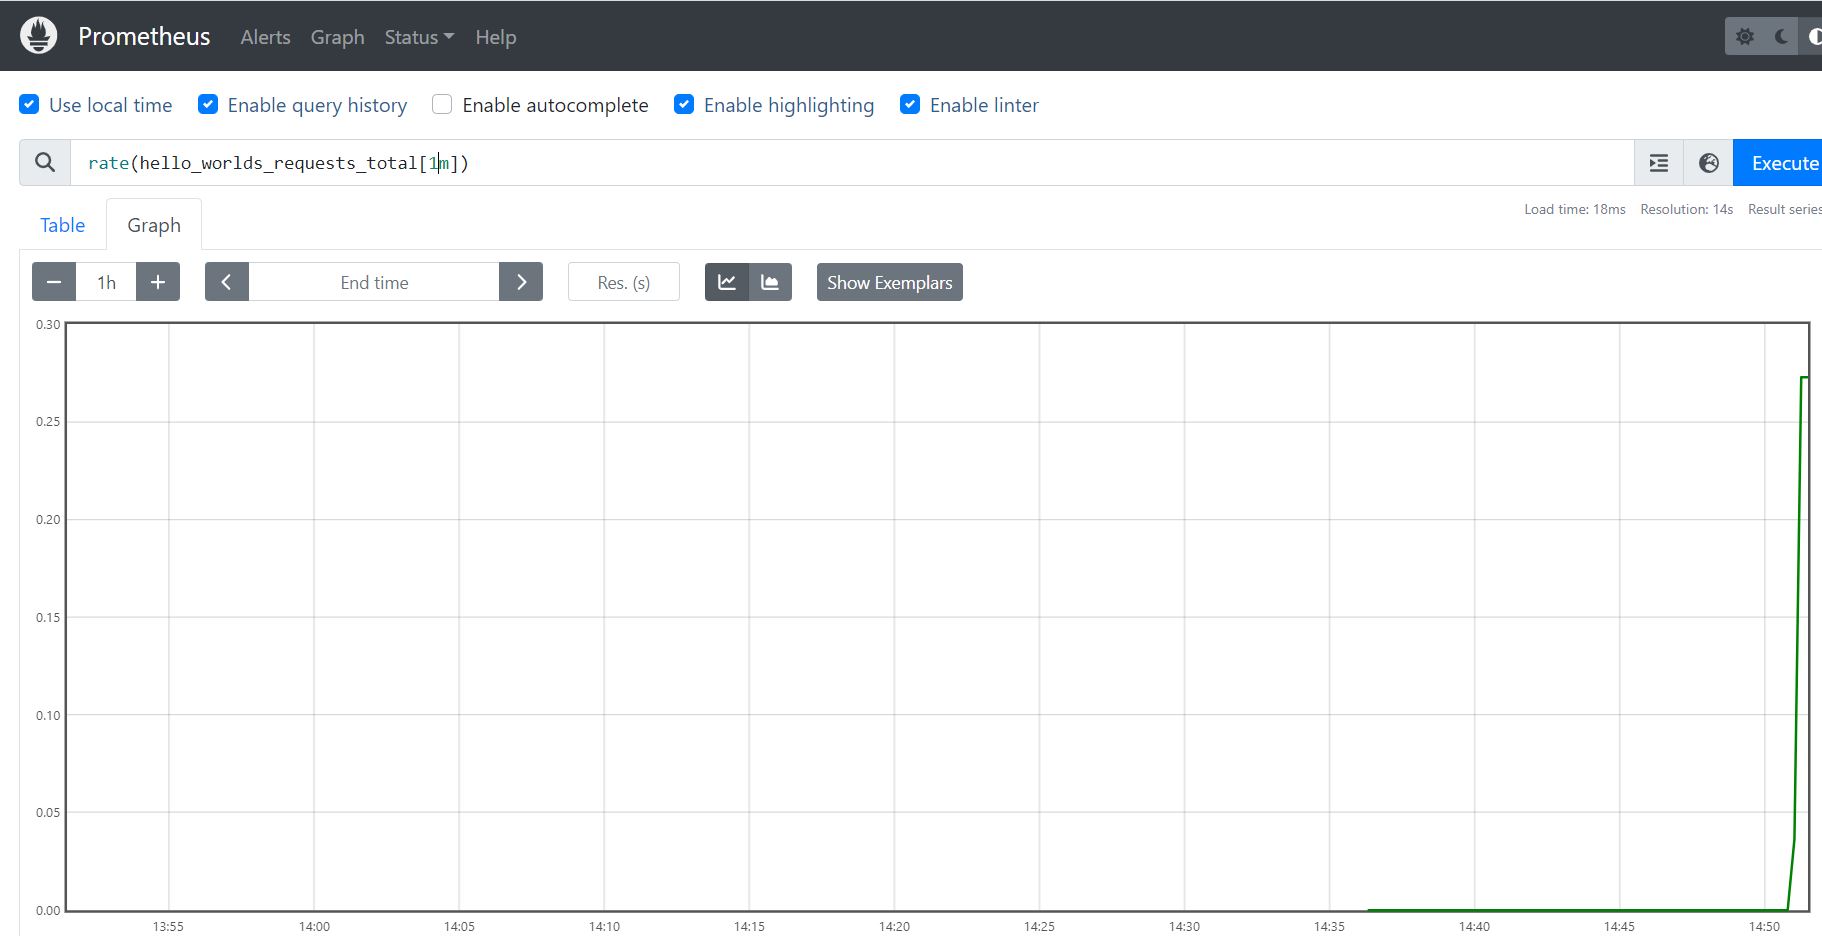 Prometheus Alerts Graph Status Help
Use local time Enable query history Enable autocomplete Enable highlighting Enable linter
rate(hello_worlds_requests_total[1m]) Execute
Load time: 18ms Resolution: 14s Result series
Table Graph
1h End time Res. (s) Show Exemplars
0.30
0.25
0.20
0.15
0.10
0.05
0.00
13:55 14:00 14:05 14:10 14:15 14:20 14:25 14:30 14:35 14:40 14:45 14:50